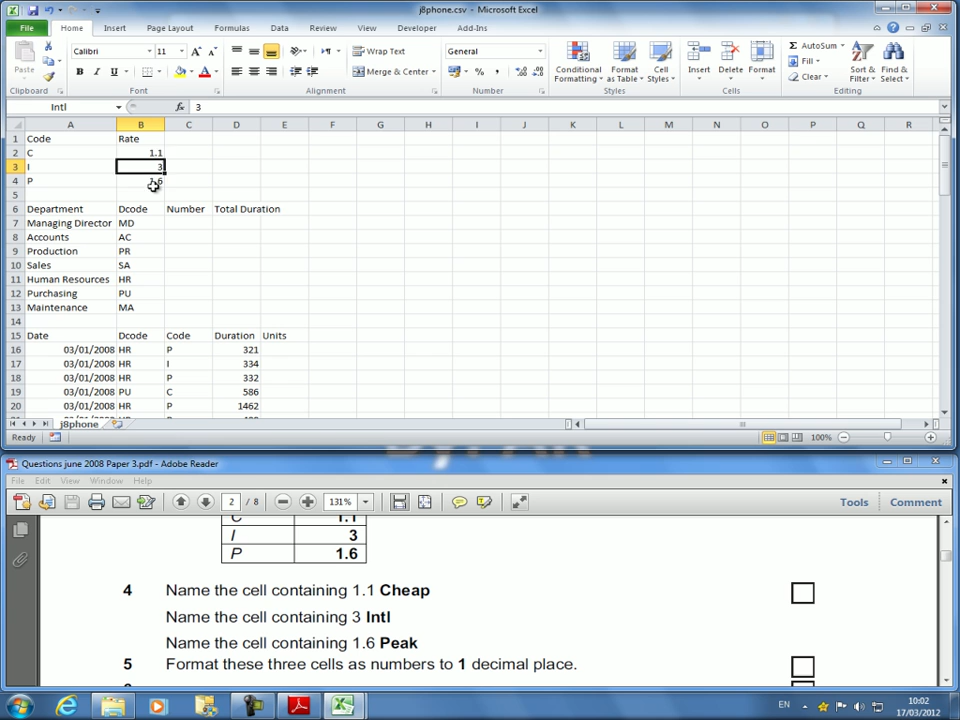 j8phone.csv - Microsoft Excel
File Home Insert Page Layout Formulas Data Review View Developer Add-Ins
Paste Calibri 11 A A Wrap Text General Conditional Formatting Format as Table Cell Styles Insert Delete Format AutoSum Fill Clear Sort & Filter Find & Select
B I U A Merge & Center % ,
Clipboard Font Alignment Number Styles Cells Editing
Intl fx 3
A B C D E F G H I J K L M N O P Q R
1 Code Rate
2 C 1.1
3 I 3
4 P
5
6 Department Dcode Number Total Duration
7 Managing Director MD
8 Accounts AC
9 Production PR
10 Sales SA
11 Human Resources HR
12 Purchasing PU
13 Maintenance MA
14
15 Date Dcode Code Duration Units
16 03/01/2008 HR P 321
17 03/01/2008 HR I 334
18 03/01/2008 HR P 332
19 03/01/2008 PU C 586
20 03/01/2008 HR P 1462
j8phone
Ready 100%
Questions june 2008 Paper 3.pdf - Adobe Reader
File Edit View Window Help
2 / 8 131% Tools Comment
C 1.1
I 3
P 1.6
4 Name the cell containing 1.1 Cheap
Name the cell containing 3 Intl
Name the cell containing 1.6 Peak
5 Format these three cells as numbers to 1 decimal place.
EN 10:02
17/03/2012